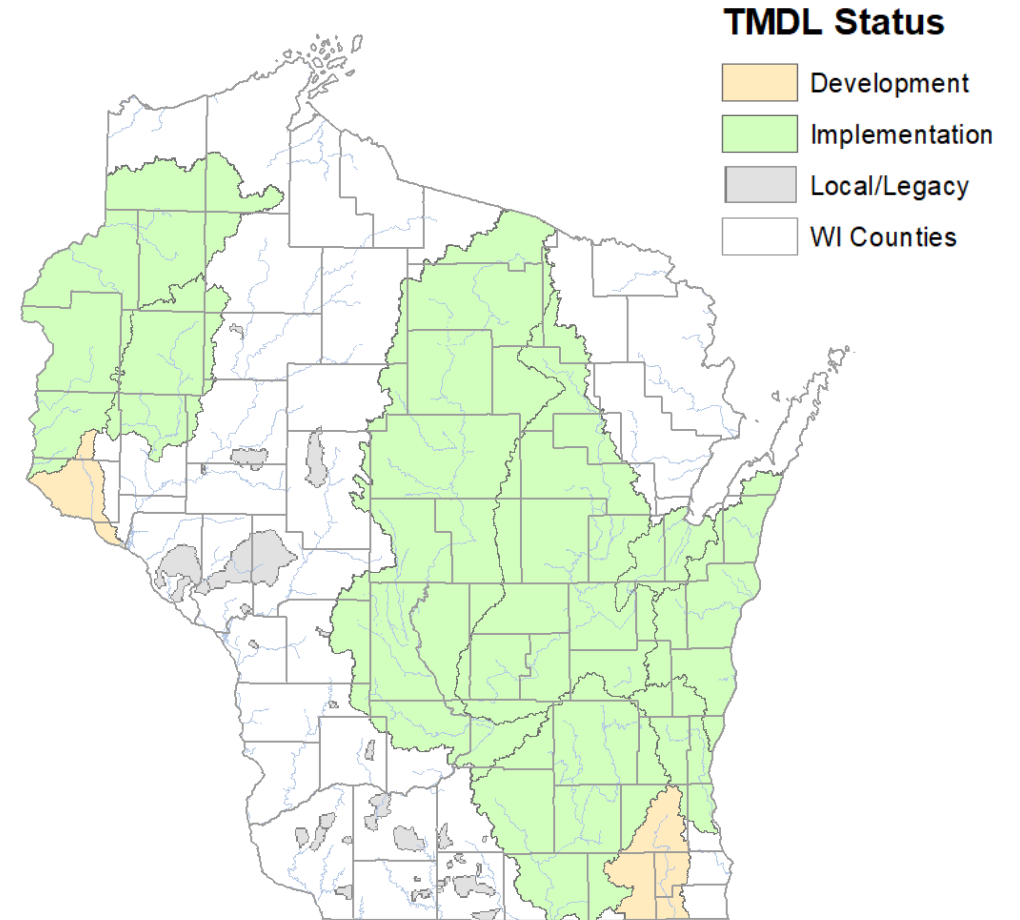 TMDL Status
Development
Implementation
Local/Legacy
WI Counties